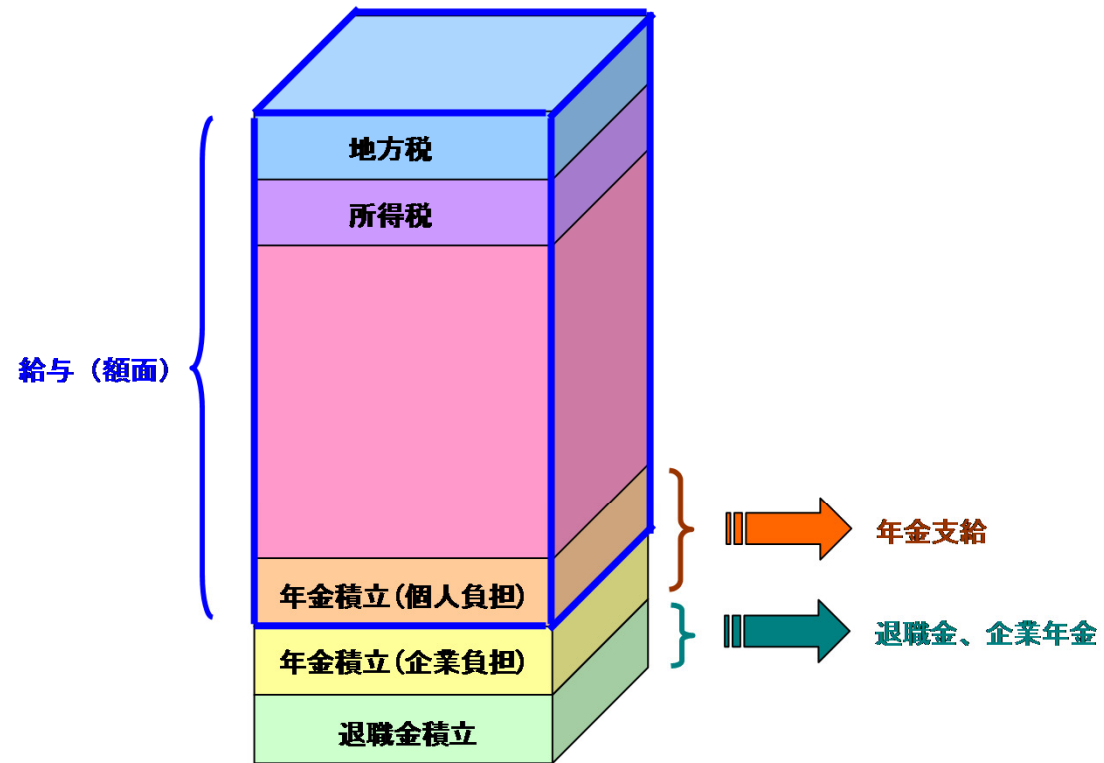 地方税
所得税
給与（額面）
年金支給
年金積立(個人負担)
退職金、企業年金
年金積立(企業負担)
退職金積立